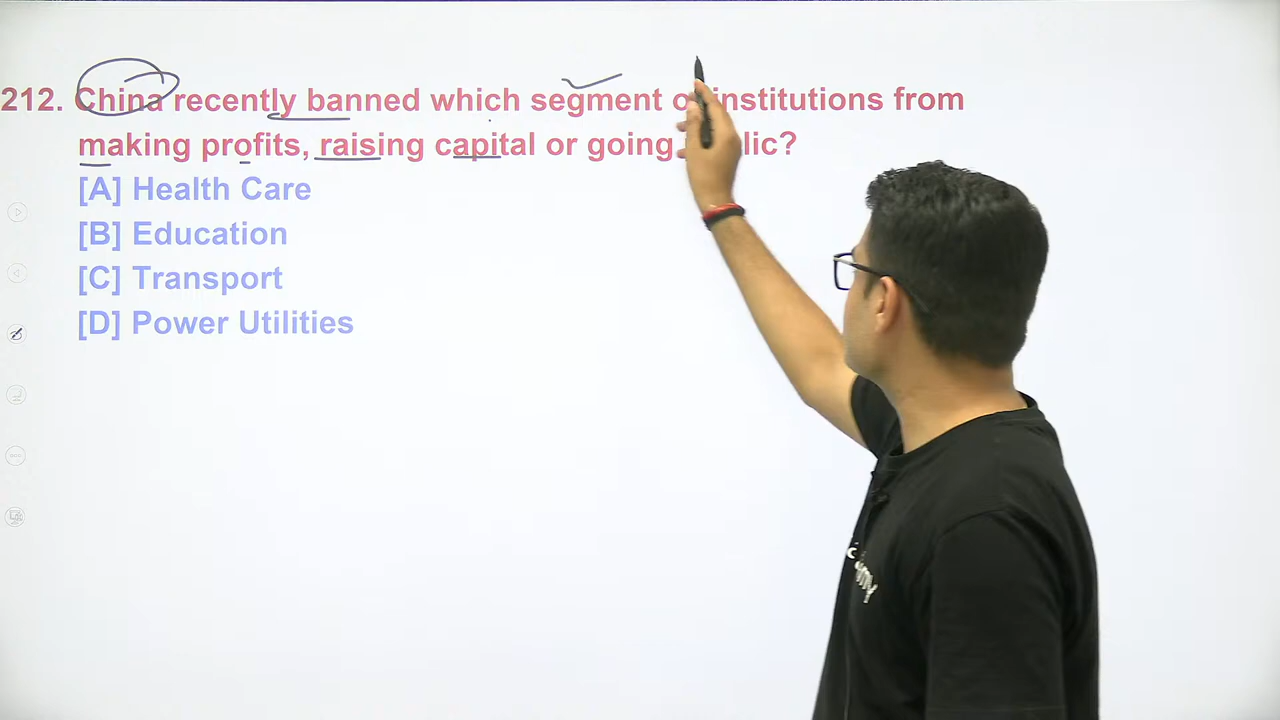 212. China recently banned which segment institutions from
making profits, raising capital or going
[A] Health Care
[B] Education
[C] Transport
[D] Power Utilities